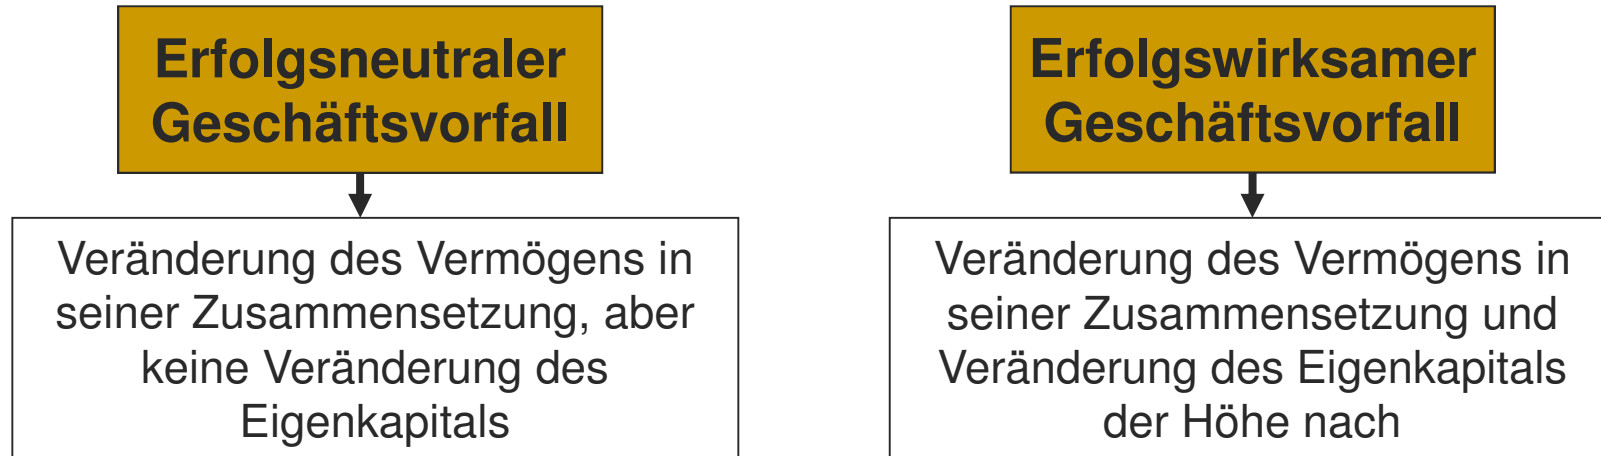 Erfolgsneutraler
Geschäftsvorfall
Veränderung des Vermögens in
seiner Zusammensetzung, aber
keine Veränderung des
Eigenkapitals
Erfolgswirksamer
Geschäftsvorfall
Veränderung des Vermögens in
seiner Zusammensetzung und
Veränderung des Eigenkapitals
der Höhe nach